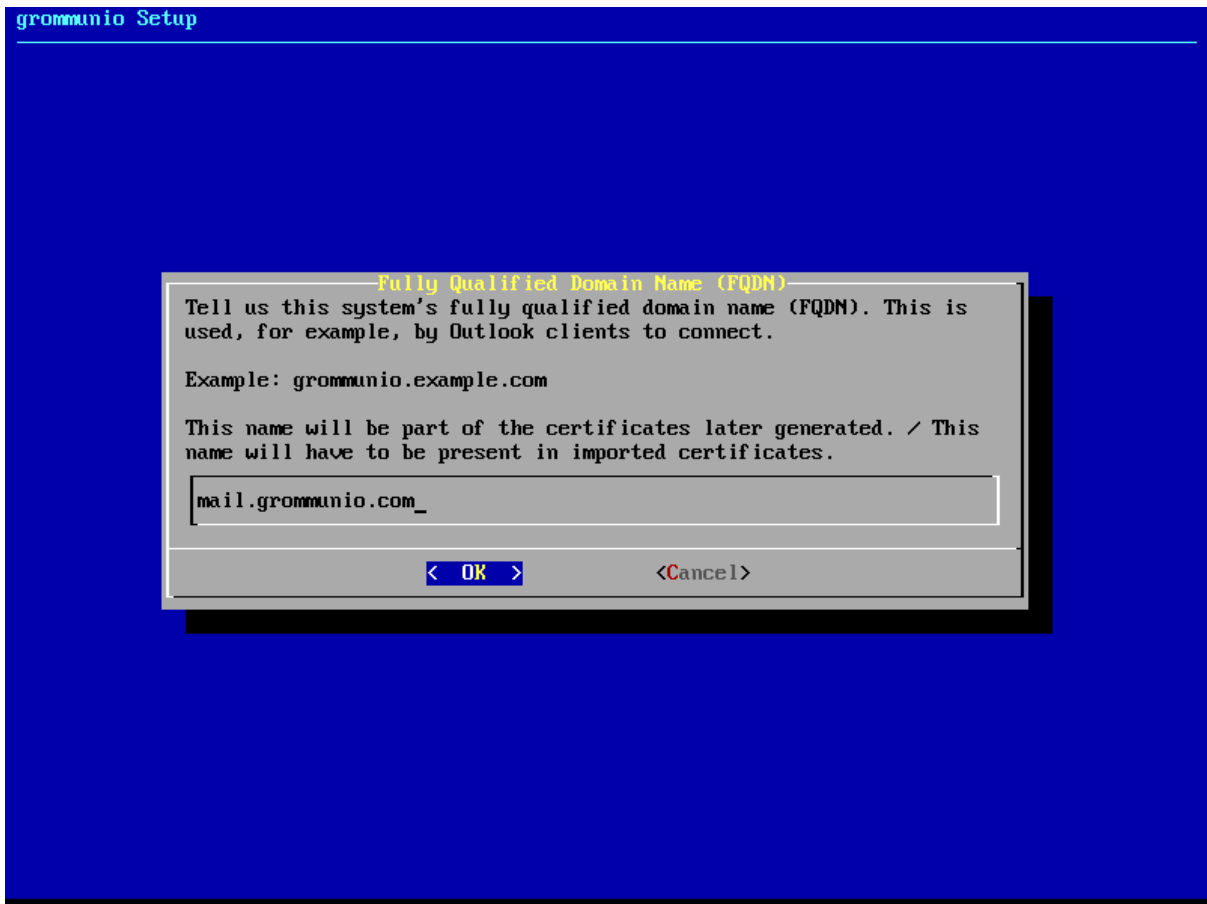 grommunio Setup
Fully Qualified Domain Name (FQDN)
Tell us this system's fully qualified domain name (FQDN). This is
used, for example, by Outlook clients to connect.
Example: grommunio.example.com
This name will be part of the certificates later generated. / This
name will have to be present in imported certificates.
mail.grommunio.com_
< OK > <Cancel>